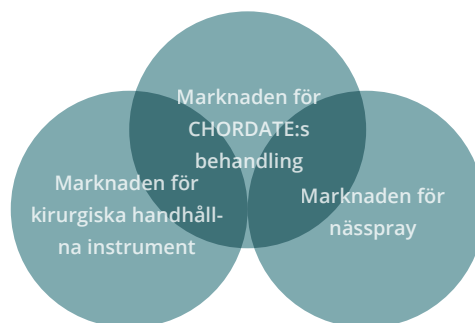 Marknaden för
CHORDATE:s
behandling
Marknaden för
kirurgiska handhåll-
na instrument
Marknaden för
nässpray